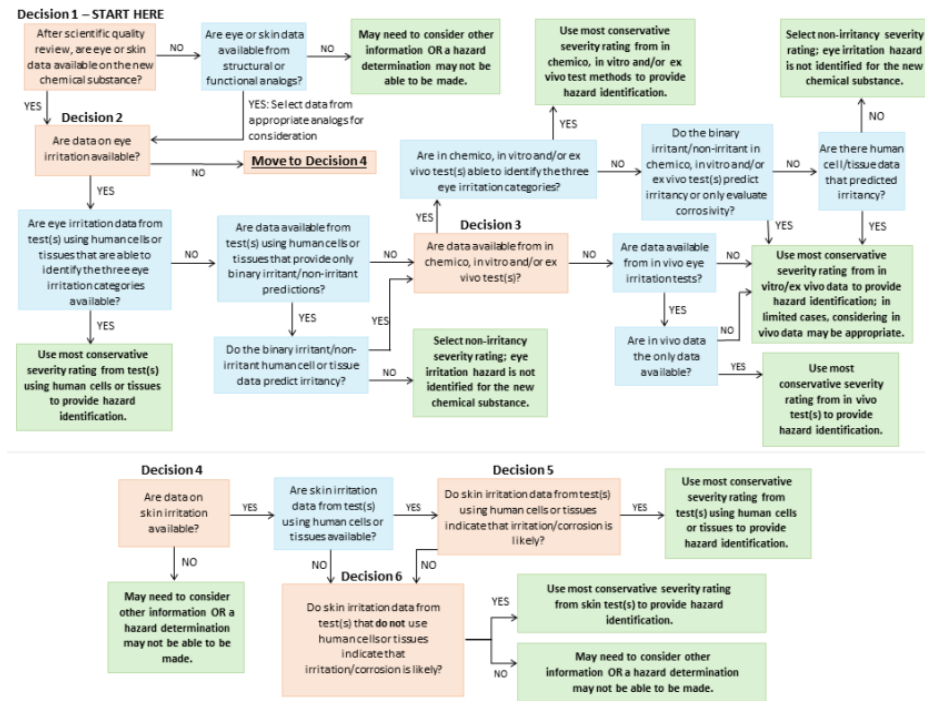 Decision 1 – START HERE
After scientific quality
review, are eye or skin
data available on the new
chemical substance?
NO
Are eye or skin data
available from
structural or
functional analogs?
NO
May need to consider other
information OR a hazard
determination may not be
able to be made.
Use most conservative
severity rating from in
chemico, in vitro and/or ex
vivo test methods to provide
hazard identification.
Select non-irritancy severity
rating; eye irritation hazard
is not identified for the new
chemical substance.
YES
YES: Select data from
appropriate analogs for
consideration
Decision 2
Are data on eye
irritation available?
NO
Move to Decision 4
YES
YES
NO
Are in chemico, in vitro and/or ex
vivo test(s) able to identify the three
eye irritation categories?
NO
Do the binary
irritant/non-irritant in
chemico, in vitro and/or
ex vivo test(s) predict
irritancy or only evaluate
corrosivity?
NO
Are there human
cell/tissue data
that predicted
irritancy?
YES
YES
YES
Are eye irritation data from
test(s) using human cells or
tissues that are able to
identify the three eye
irritation categories
available?
NO
Are data available from
test(s) using human cells or
tissues that provide only
binary irritant/non-irritant
predictions?
NO
Decision 3
Are data available from in
chemico, in vitro and/or ex
vivo test(s)?
NO
Are data available
from in vivo eye
irritation tests?
NO
Use most conservative
severity rating from in
vitro/ex vivo data to provide
hazard identification; in
limited cases, considering in
vivo data may be appropriate.
YES
YES
YES
YES
Use most conservative
severity rating from test(s)
using human cells or tissues
to provide hazard
identification.
Do the binary irritant/non-
irritant human cell or tissue
data predict irritancy?
NO
Select non-irritancy
severity rating; eye
irritation hazard is not
identified for the new
chemical substance.
Are in vivo data
the only data
available?
NO
YES
Use most
conservative severity
rating from in vivo
test(s) to provide
hazard identification.
Decision 4
Are data on
skin irritation
available?
YES
Are skin irritation
data from test(s)
using human cells or
tissues available?
YES
Decision 5
Do skin irritation data from test(s)
using human cells or tissues
indicate that irritation/corrosion is
likely?
YES
Use most conservative
severity rating from
test(s) using human cells
or tissues to provide
hazard identification.
NO
NO
NO
May need to consider
other information OR a
hazard determination
may not be able to be
made.
Decision 6
Do skin irritation data from
test(s) that do not use
human cells or tissues
indicate that
irritation/corrosion is likely?
YES
Use most conservative severity rating
from skin test(s) to provide hazard
identification.
NO
May need to consider other
information OR a hazard determination
may not be able to be made.